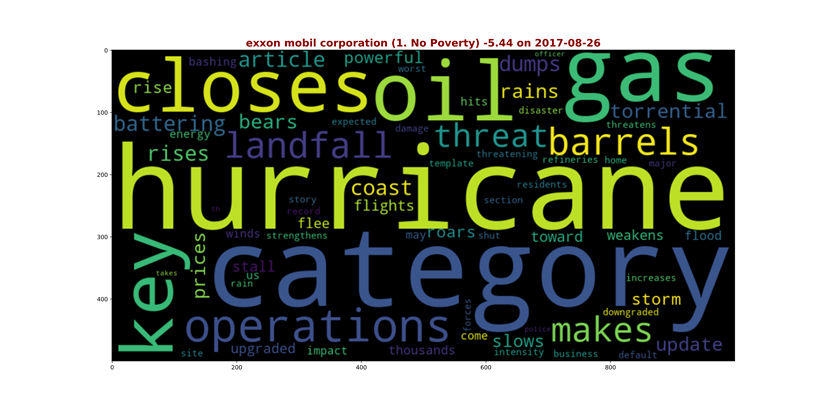 exxon mobil corporation (1. No Poverty) -5.44 on 2017-08-26
0
100
200
300
400
0
200
400
600
800
bashing
article
powerful
officer
worst
closes
oil
dumps
gas
rise
rains
hits
disaster
torrential
battering
bears
expected
threatens
energy
damage
threat
barrels
rises
landfall
template
threatening
refineries
home
major
hurricane
coast
flights
residents
story
record
section
flee
winds
strengthens
may
roars
shut
toward
weakens
flood
key
prices
category
stall
us
rain
takes
increases
storm
downgraded
forces
operations
police
makes
come
slows
update
site
upgraded
impact
thousands
intensity
business
default